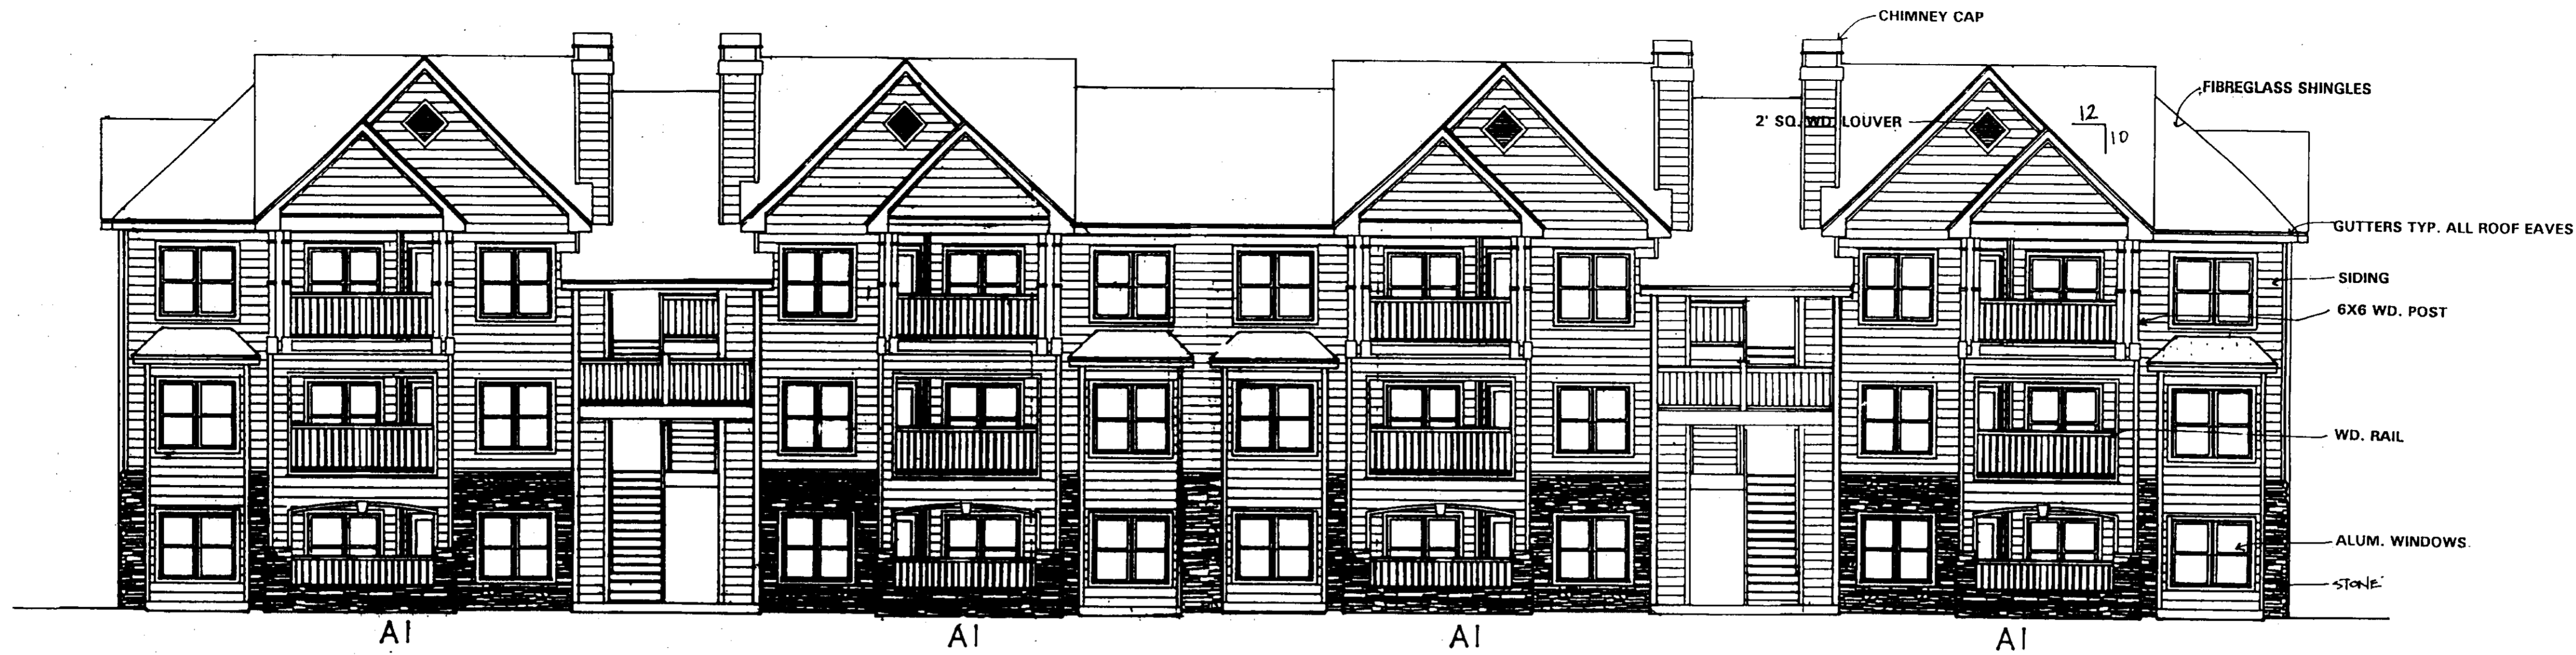 CHIMNEY CAP
FIBREGLASS SHINGLES
2' SQ. WD. LOUVER
12
10
GUTTERS TYP. ALL ROOF EAVES
SIDING
6X6 WD. POST
WD. RAIL
ALUM. WINDOWS.
STONE
A1
A1
A1
A1